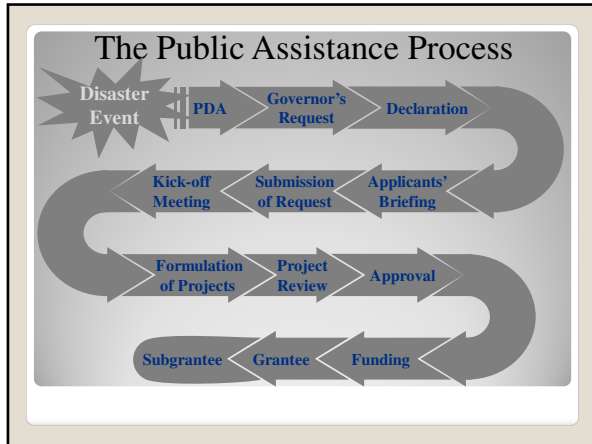 The Public Assistance Process
Disaster
Event
PDA
Governor's
Request
Declaration
Applicants'
Briefing
Submission
of Request
Kick-off
Meeting
Formulation
of Projects
Project
Review
Approval
Funding
Grantee
Subgrantee